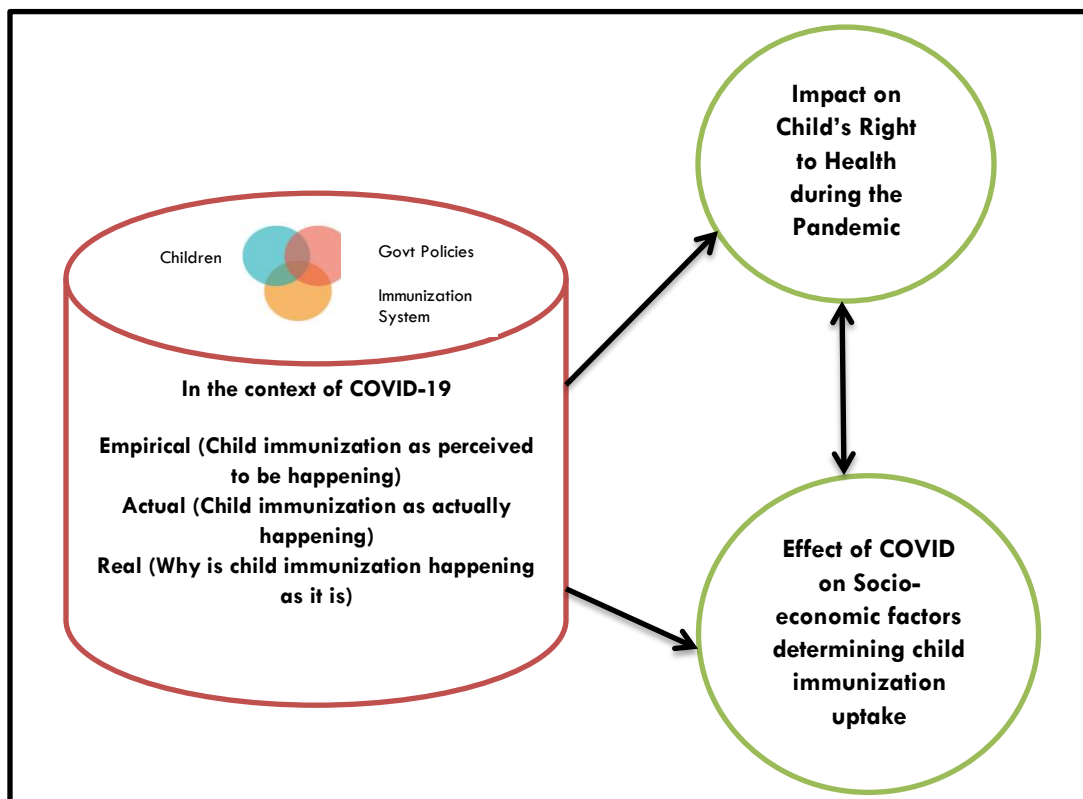 Children
Govt Policies
Immunization
System
In the context of COVID-19
Empirical (Child immunization as perceived
to be happening)
Actual (Child immunization as actually
happening)
Real (Why is child immunization happening
as it is)
Impact on
Child’s Right
to Health
during the
Pandemic
Effect of COVID
on Socio-
economic factors
determining child
immunization
uptake